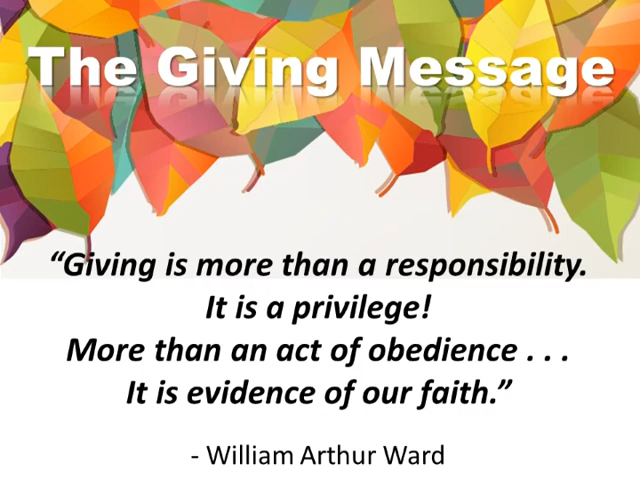 The Giving Message
“Giving is more than a responsibility.
It is a privilege!
More than an act of obedience . . .
It is evidence of our faith.”
- William Arthur Ward